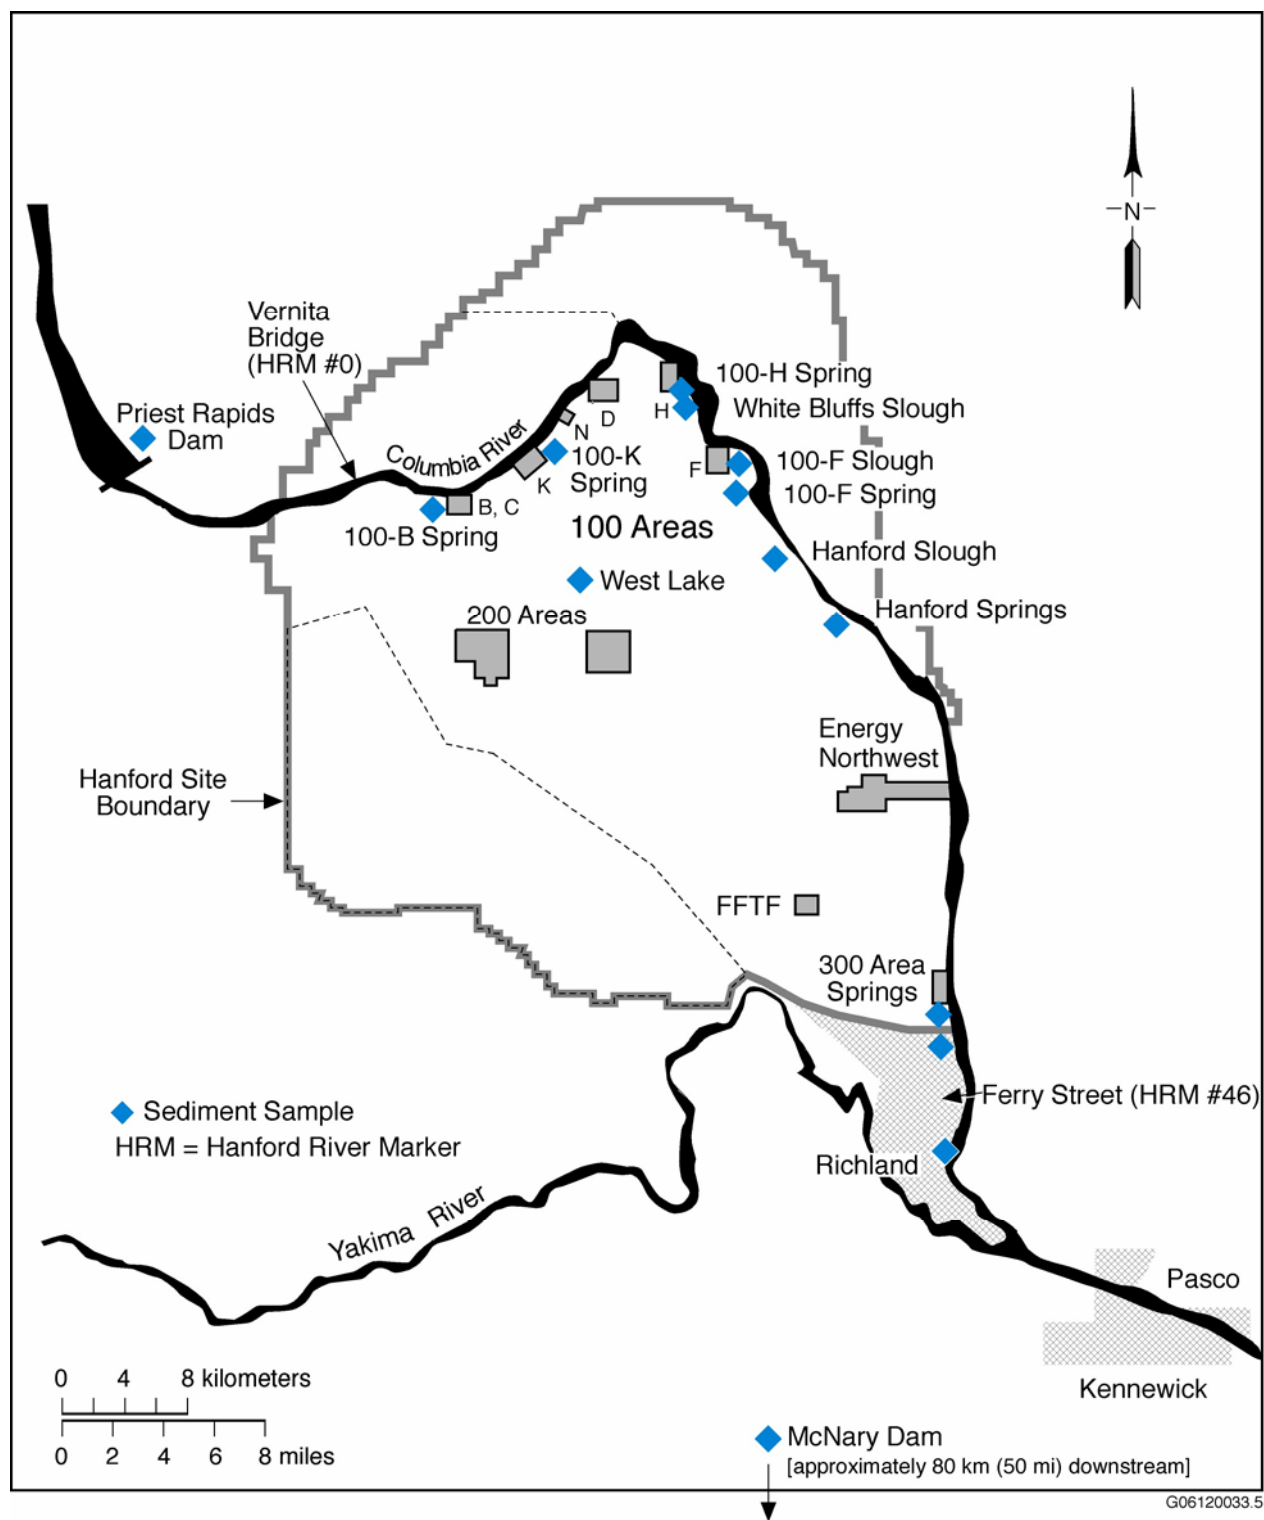 N
Vernita
Bridge
(HRM #0)
Priest Rapids
Dam
Columbia River
100-H Spring
White Bluffs Slough
H
D
N
100-K
Spring
K
F
100-F Slough
100-F Spring
B, C
100-B Spring
100 Areas
Hanford Slough
West Lake
Hanford Springs
200 Areas
Energy
Northwest
Hanford Site
Boundary
FFTF
300 Area
Springs
Ferry Street (HRM #46)
Sediment Sample
HRM = Hanford River Marker
Richland
Yakima River
Pasco
Kennewick
0 4 8 kilometers
0 2 4 6 8 miles
McNary Dam
[approximately 80 km (50 mi) downstream]
G06120033.5